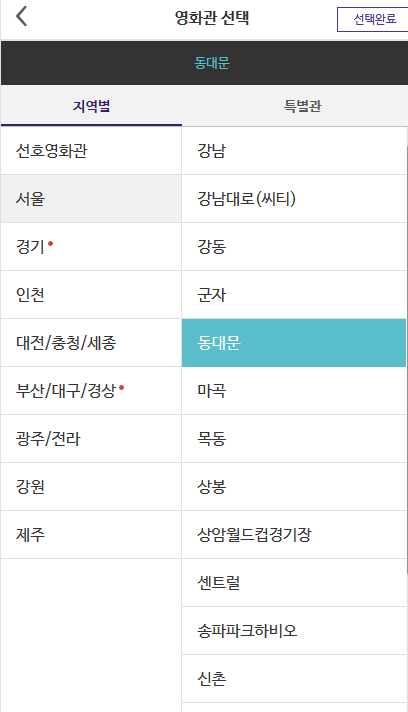 영화관 선택
선택완료
동대문
지역별
특별관
선호영화관
강남
서울
강남대로(씨티)
경기
강동
인천
군자
대전/충청/세종
동대문
부산/대구/경상
마곡
광주/전라
목동
강원
상봉
제주
상암월드컵경기장
센트럴
송파파크하비오
신촌